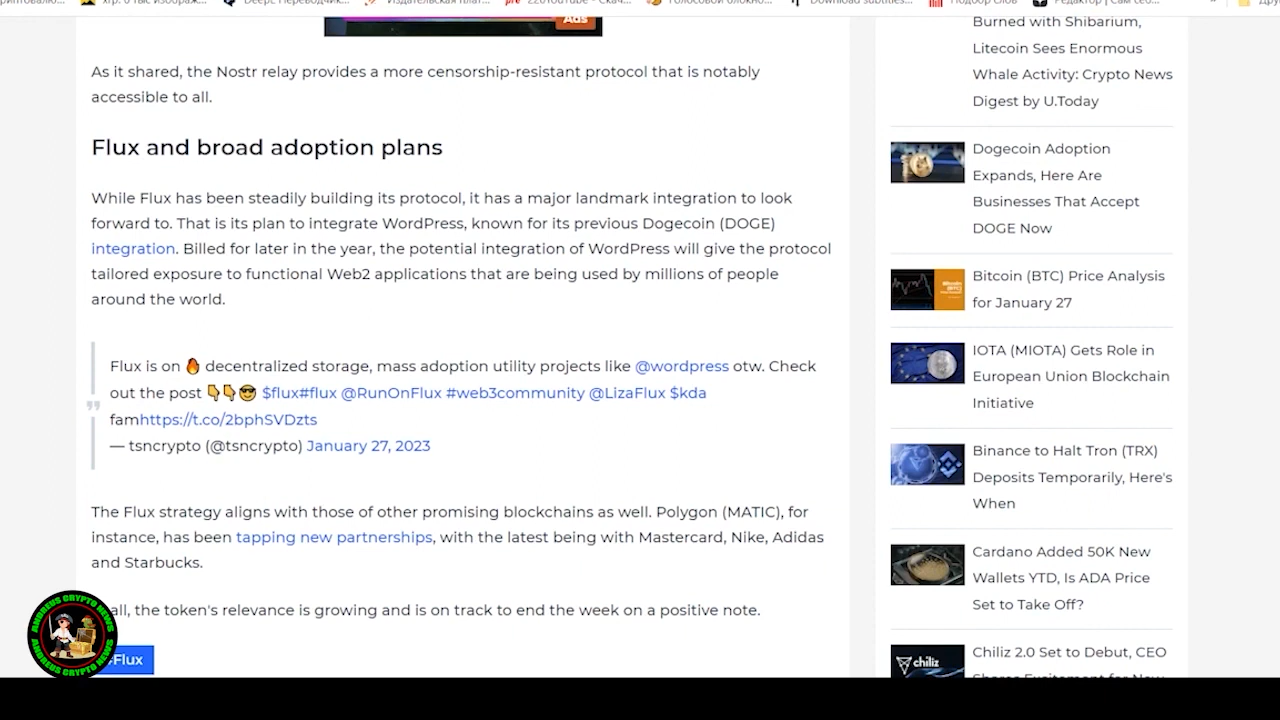 Ads
As it shared, the Nostr relay provides a more censorship-resistant protocol that is notably
accessible to all.
Flux and broad adoption plans
While Flux has been steadily building its protocol, it has a major landmark integration to look
forward to. That is its plan to integrate WordPress, known for its previous Dogecoin (DOGE)
integration. Billed for later in the year, the potential integration of WordPress will give the protocol
tailored exposure to functional Web2 applications that are being used by millions of people
around the world.
Flux is on 🔥 decentralized storage, mass adoption utility projects like @wordpress otw. Check
out the post 👇👇😎 $flux#flux @RunOnFlux #web3community @LizaFlux $kda
famhttps://t.co/2bphSVDzts
— tsncrypto (@tsncrypto) January 27, 2023
The Flux strategy aligns with those of other promising blockchains as well. Polygon (MATIC), for
instance, has been tapping new partnerships, with the latest being with Mastercard, Nike, Adidas
and Starbucks.
all, the token's relevance is growing and is on track to end the week on a positive note.
Flux
ANDREUS CRYPTO NEWS
ANDREUS CRYPTO NEWS
Burned with Shibarium,
Litecoin Sees Enormous
Whale Activity: Crypto News
Digest by U.Today
Dogecoin Adoption
Expands, Here Are
Businesses That Accept
DOGE Now
Bitcoin (BTC) Price Analysis
for January 27
IOTA (MIOTA) Gets Role in
European Union Blockchain
Initiative
Binance to Halt Tron (TRX)
Deposits Temporarily, Here's
When
Cardano Added 50K New
Wallets YTD, Is ADA Price
Set to Take Off?
chiliz
Chiliz 2.0 Set to Debut, CEO